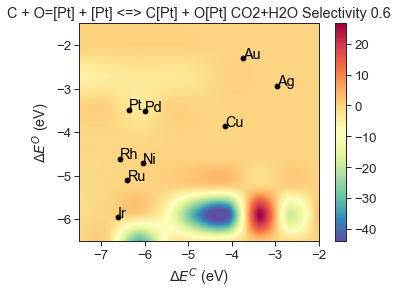 C + O=[Pt] + [Pt] <=> C[Pt] + O[Pt] CO2+H2O Selectivity 0.6
−2
−3
−4
−5
−6
ΔE^O (eV)
Au
Ag
Pt
Pd
Cu
Rh
Ni
Ru
Ir
20
10
0
−10
−20
−30
−40
−7
−6
−5
−4
−3
−2
ΔE^C (eV)